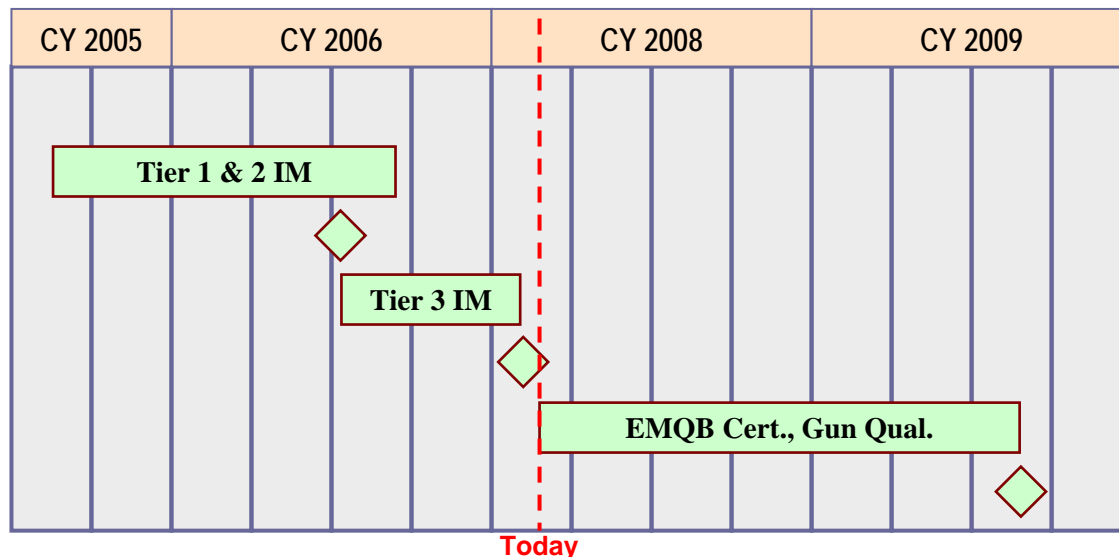 CY 2005 CY 2006 CY 2008 CY 2009
Tier 1 & 2 IM
Tier 3 IM
EMQB Cert., Gun Qual.
Today